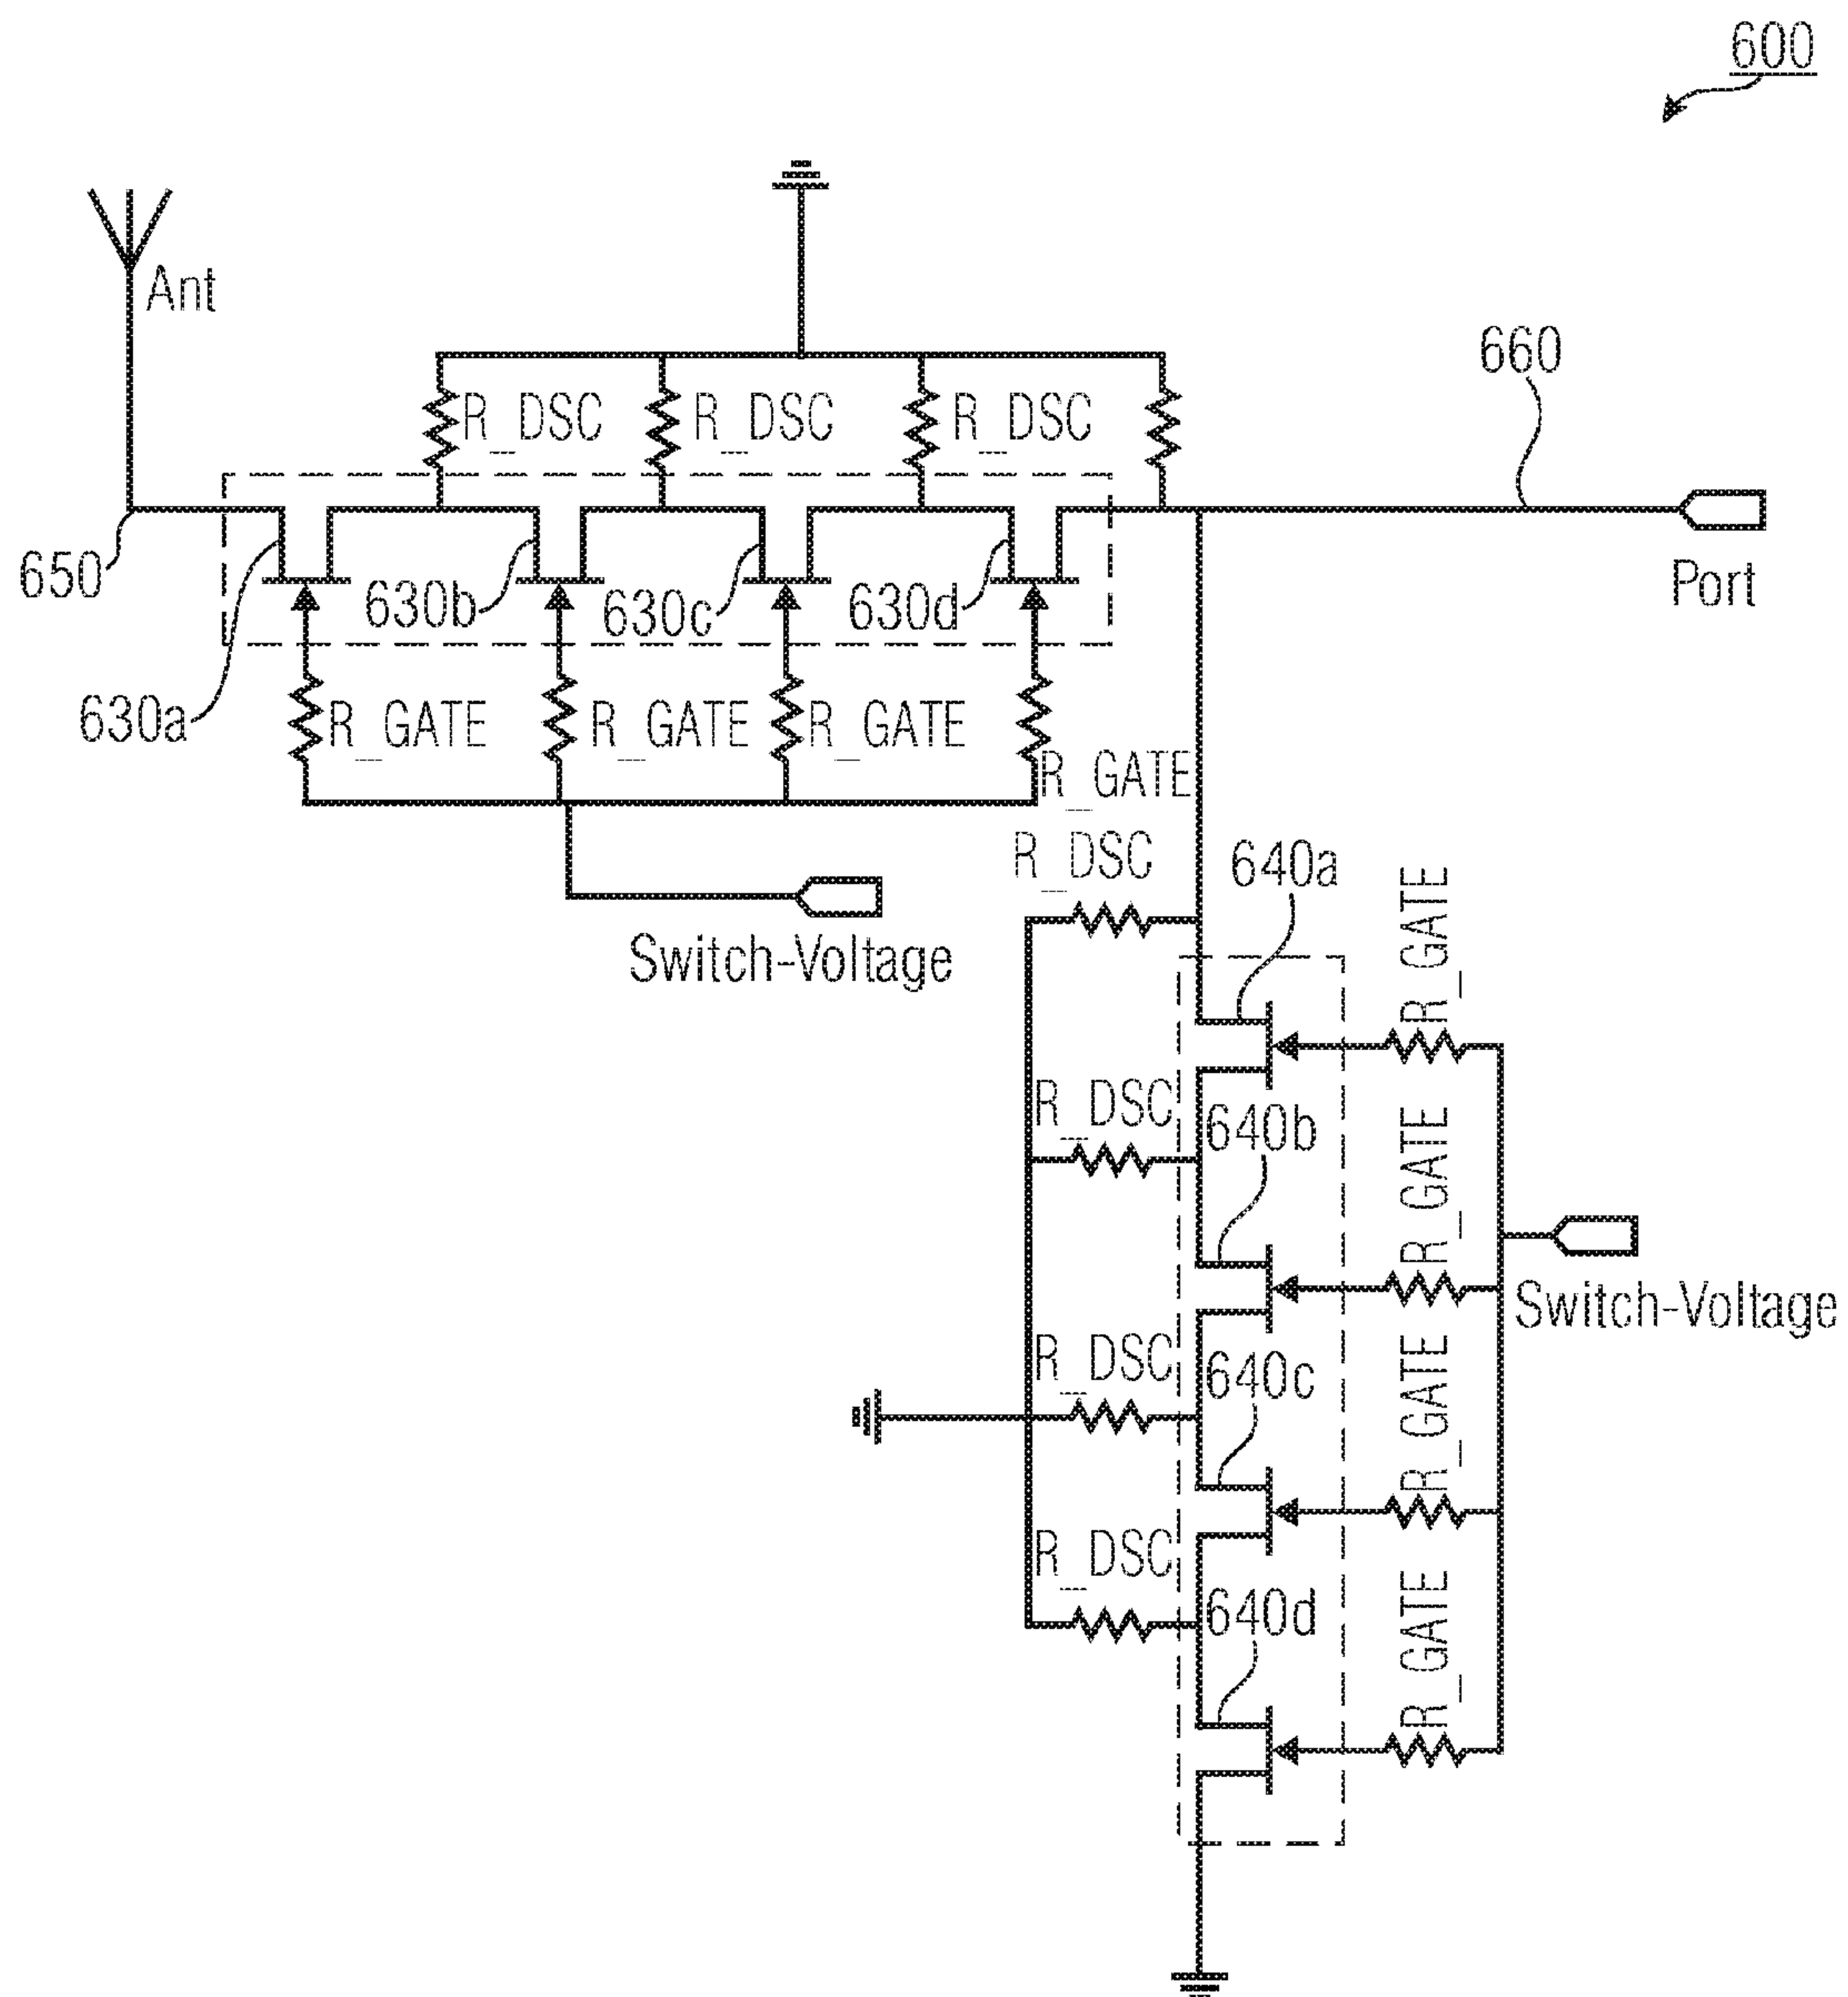 600
Ant
660
R_DSC R_DSC R_DSC
650
630b 630c 630d
Port
630a
R_GATE R_GATE R_GATE
R_GATE
R_DSC
640a
R_GATE
Switch-Voltage
R_DSC
640b
R_GATE
Switch-Voltage
R_DSC
640c
R_GATE
R_DSC
640d
R_GATE